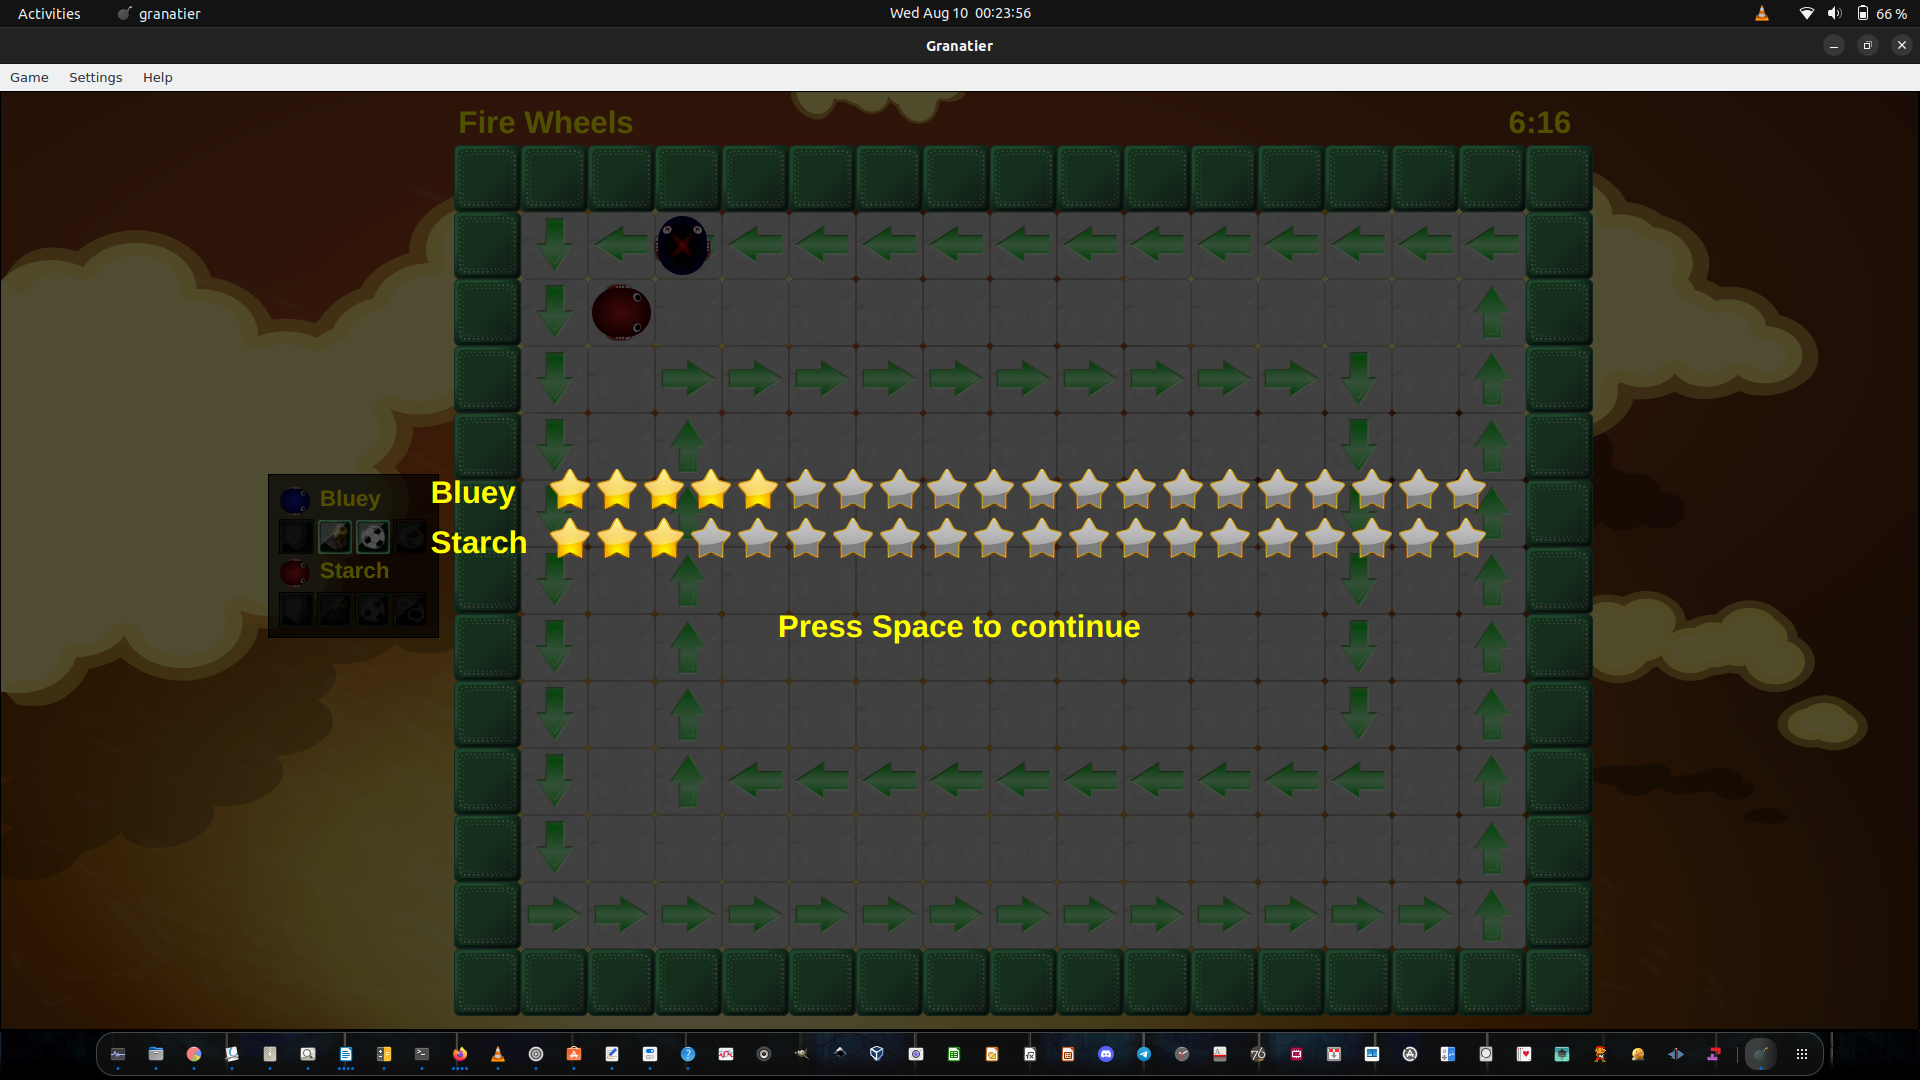 Activities granatier Wed Aug 10 00:23:56 66 %
Granatier
Game Settings Help
Fire Wheels 6:16
Bluey
Starch
Bluey
Starch
Press Space to continue
76